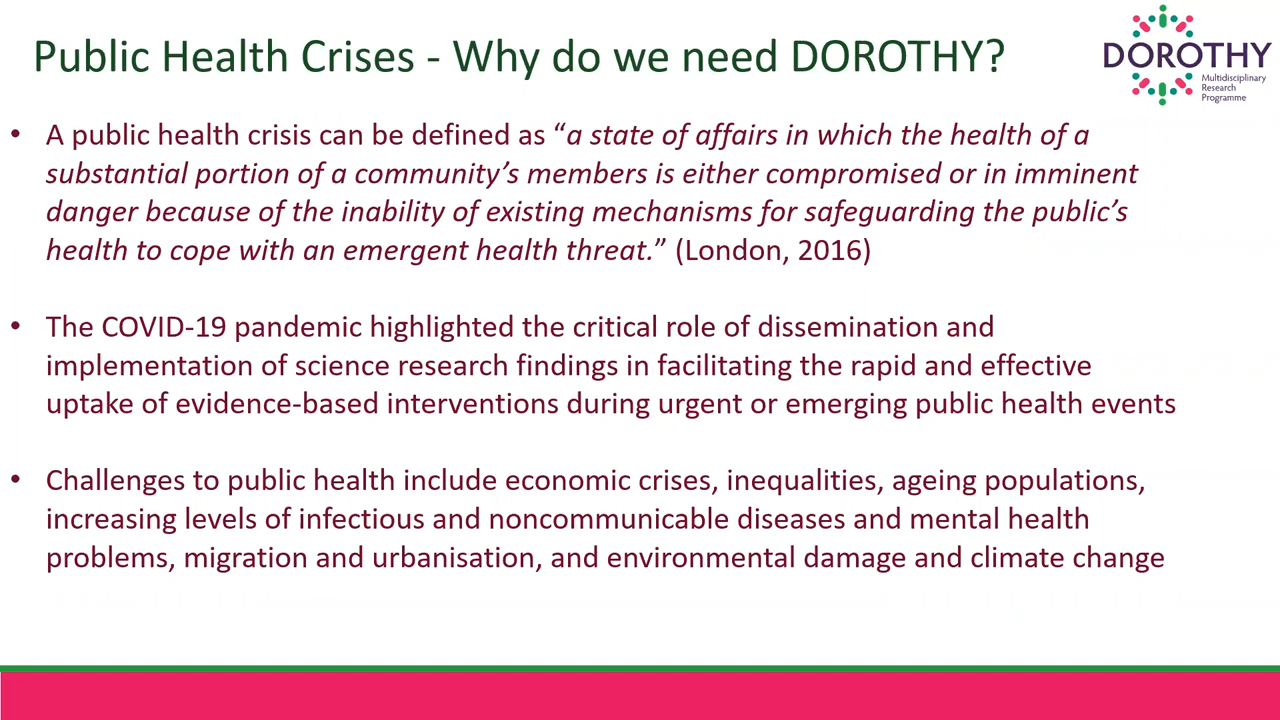 Public Health Crises - Why do we need DOROTHY?
DOROTHY
Multidisciplinary
Research
Programme
• A public health crisis can be defined as “a state of affairs in which the health of a
substantial portion of a community’s members is either compromised or in imminent
danger because of the inability of existing mechanisms for safeguarding the public’s
health to cope with an emergent health threat.” (London, 2016)
• The COVID-19 pandemic highlighted the critical role of dissemination and
implementation of science research findings in facilitating the rapid and effective
uptake of evidence-based interventions during urgent or emerging public health events
• Challenges to public health include economic crises, inequalities, ageing populations,
increasing levels of infectious and noncommunicable diseases and mental health
problems, migration and urbanisation, and environmental damage and climate change